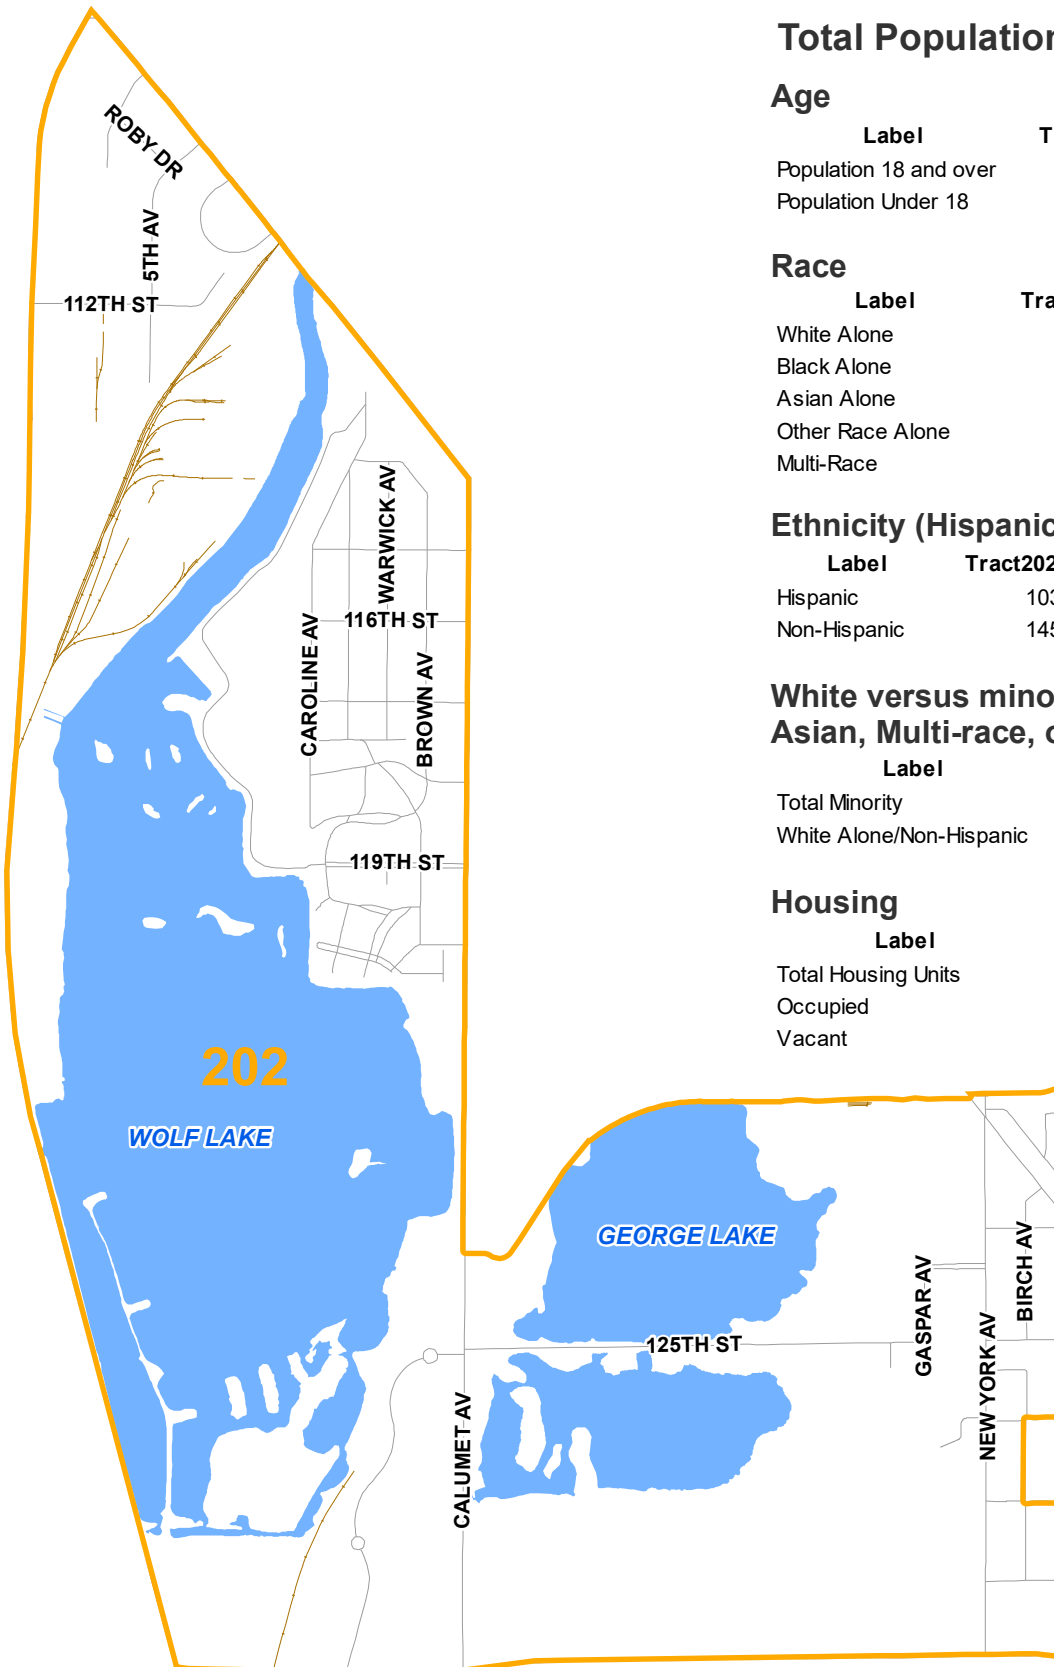 Total Population
Age
Label T
Population 18 and over
Population Under 18
Race
Label Tra
White Alone
Black Alone
Asian Alone
Other Race Alone
Multi-Race
Ethnicity (Hispanic
Label Tract202
Hispanic 103
Non-Hispanic 145
White versus mino
Asian, Multi-race, o
Label
Total Minority
White Alone/Non-Hispanic
Housing
Label
Total Housing Units
Occupied
Vacant
ROBY DR
5TH AV
112TH ST
WARWICK AV
116TH ST
CAROLINE AV
BROWN AV
119TH ST
202
WOLF LAKE
GEORGE LAKE
125TH ST
GASPAR AV
BIRCH AV
NEW YORK AV
CALUMET AV